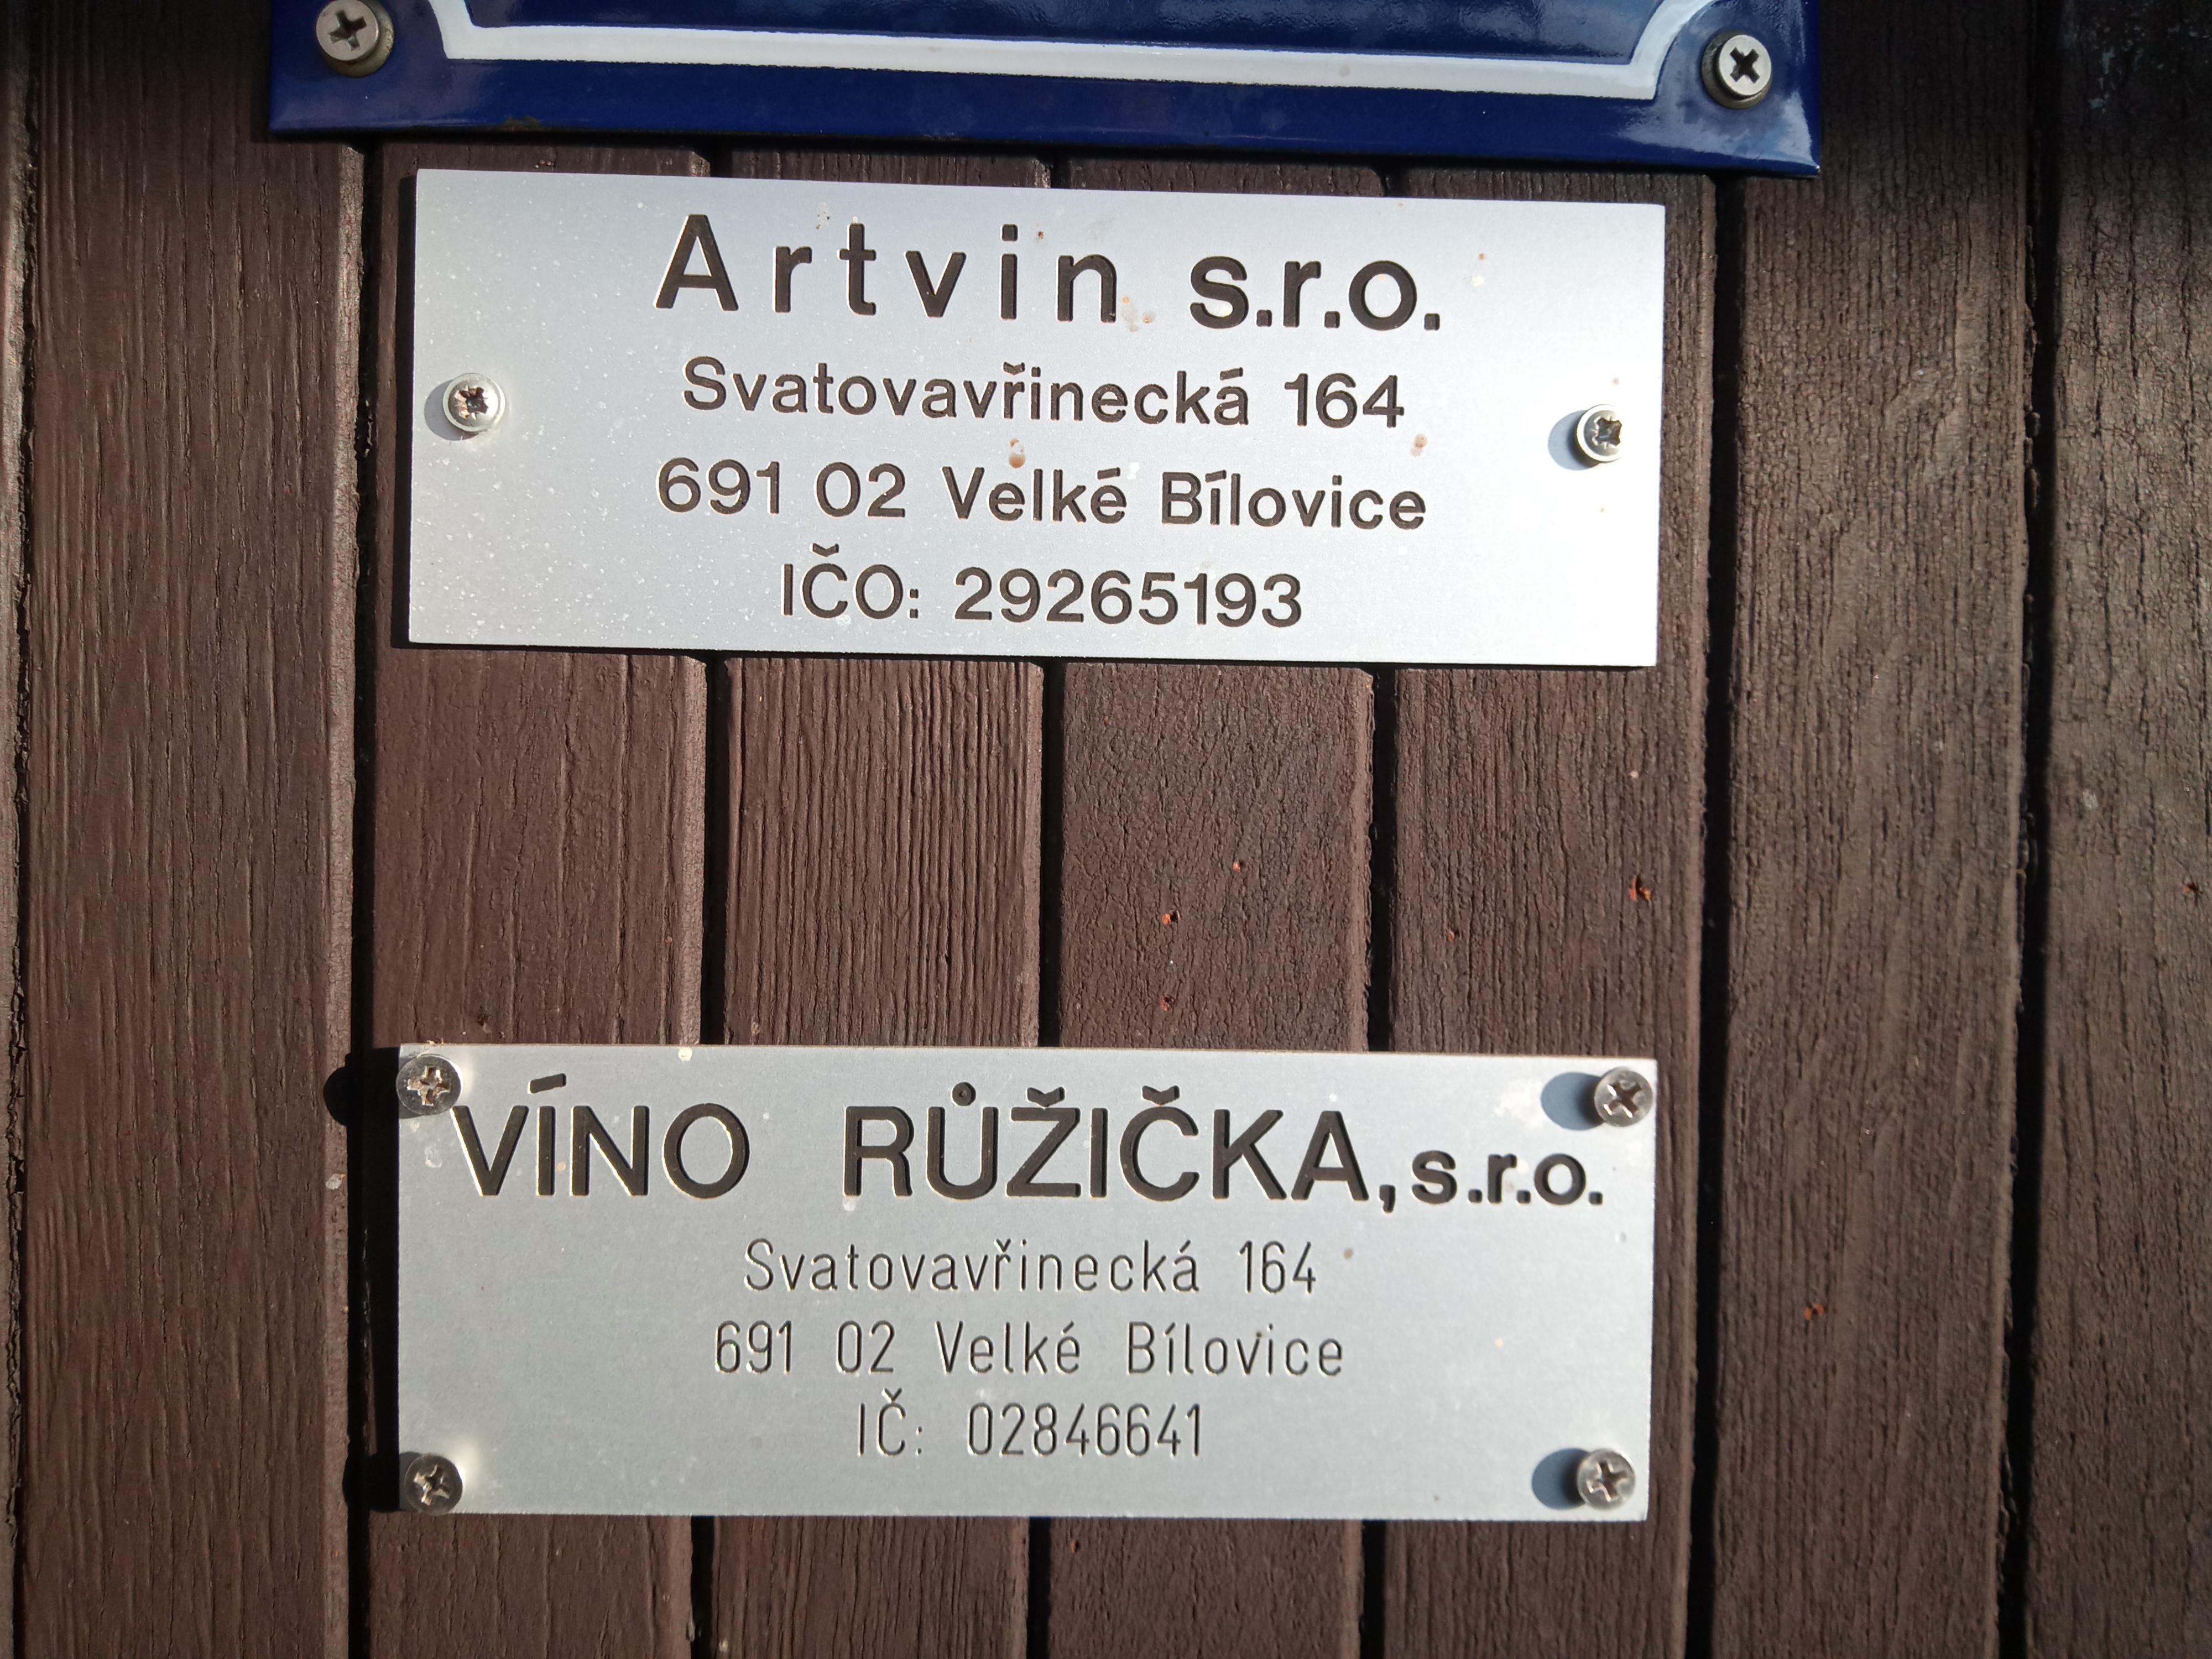 Artvin s.r.o.
Svatovavřinecká 164
691 02 Velké Bílovice
IČO: 29265193
VÍNO RŮŽIČKA, s.r.o.
Svatovavřinecká 164
691 02 Velké Bílovice
IČ: 02846641